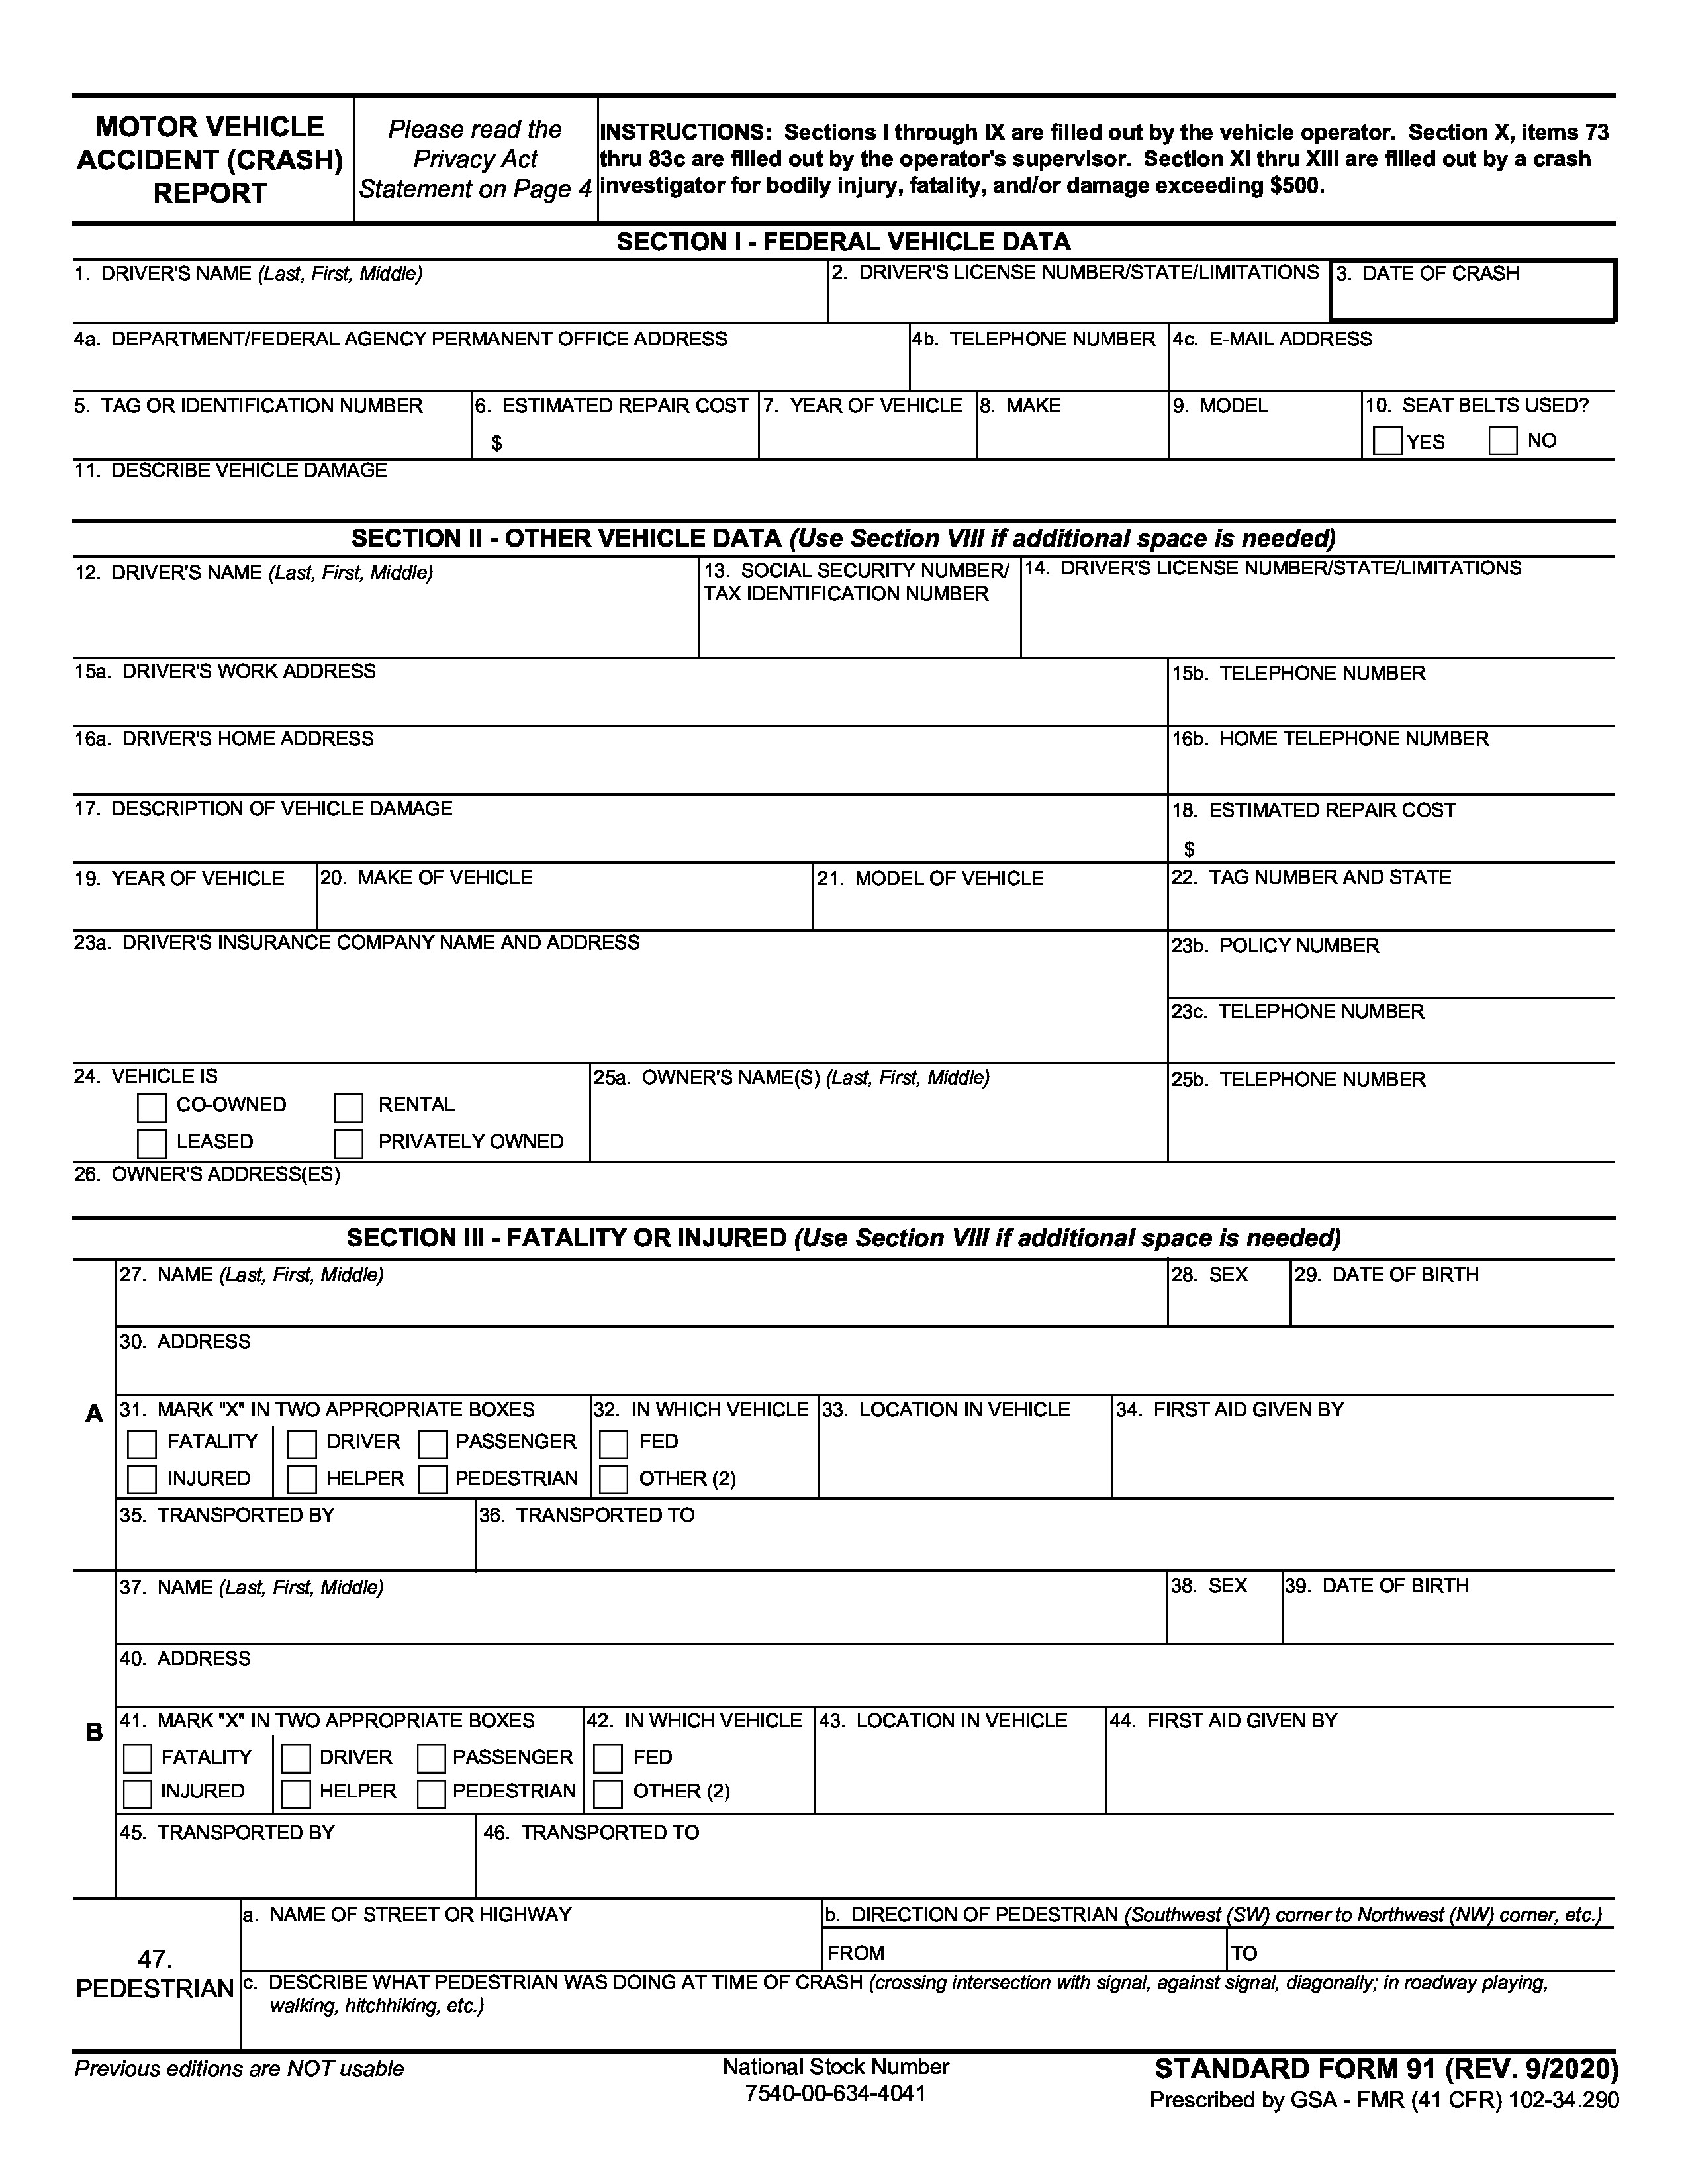 MOTOR VEHICLE
ACCIDENT (CRASH)
REPORT
Please read the
Privacy Act
Statement on Page 4
INSTRUCTIONS: Sections I through IX are filled out by the vehicle operator. Section X, items 73
thru 83c are filled out by the operator's supervisor. Section XI thru XIII are filled out by a crash
investigator for bodily injury, fatality, and/or damage exceeding $500.
SECTION I - FEDERAL VEHICLE DATA
1. DRIVER'S NAME (Last, First, Middle)
2. DRIVER'S LICENSE NUMBER/STATE/LIMITATIONS
3. DATE OF CRASH
4a. DEPARTMENT/FEDERAL AGENCY PERMANENT OFFICE ADDRESS
4b. TELEPHONE NUMBER
4c. E-MAIL ADDRESS
5. TAG OR IDENTIFICATION NUMBER
6. ESTIMATED REPAIR COST
$
7. YEAR OF VEHICLE
8. MAKE
9. MODEL
10. SEAT BELTS USED?
YES NO
11. DESCRIBE VEHICLE DAMAGE
SECTION II - OTHER VEHICLE DATA (Use Section VIII if additional space is needed)
12. DRIVER'S NAME (Last, First, Middle)
13. SOCIAL SECURITY NUMBER/
TAX IDENTIFICATION NUMBER
14. DRIVER'S LICENSE NUMBER/STATE/LIMITATIONS
15a. DRIVER'S WORK ADDRESS
15b. TELEPHONE NUMBER
16a. DRIVER'S HOME ADDRESS
16b. HOME TELEPHONE NUMBER
17. DESCRIPTION OF VEHICLE DAMAGE
18. ESTIMATED REPAIR COST
$
19. YEAR OF VEHICLE
20. MAKE OF VEHICLE
21. MODEL OF VEHICLE
22. TAG NUMBER AND STATE
23a. DRIVER'S INSURANCE COMPANY NAME AND ADDRESS
23b. POLICY NUMBER
23c. TELEPHONE NUMBER
24. VEHICLE IS
CO-OWNED RENTAL
LEASED PRIVATELY OWNED
25a. OWNER'S NAME(S) (Last, First, Middle)
25b. TELEPHONE NUMBER
26. OWNER'S ADDRESS(ES)
SECTION III - FATALITY OR INJURED (Use Section VIII if additional space is needed)
A
27. NAME (Last, First, Middle)
28. SEX
29. DATE OF BIRTH
30. ADDRESS
31. MARK "X" IN TWO APPROPRIATE BOXES
FATALITY DRIVER PASSENGER
INJURED HELPER PEDESTRIAN
32. IN WHICH VEHICLE
FED
OTHER (2)
33. LOCATION IN VEHICLE
34. FIRST AID GIVEN BY
35. TRANSPORTED BY
36. TRANSPORTED TO
B
37. NAME (Last, First, Middle)
38. SEX
39. DATE OF BIRTH
40. ADDRESS
41. MARK "X" IN TWO APPROPRIATE BOXES
FATALITY DRIVER PASSENGER
INJURED HELPER PEDESTRIAN
42. IN WHICH VEHICLE
FED
OTHER (2)
43. LOCATION IN VEHICLE
44. FIRST AID GIVEN BY
45. TRANSPORTED BY
46. TRANSPORTED TO
47.
PEDESTRIAN
a. NAME OF STREET OR HIGHWAY
b. DIRECTION OF PEDESTRIAN (Southwest (SW) corner to Northwest (NW) corner, etc.)
FROM TO
c. DESCRIBE WHAT PEDESTRIAN WAS DOING AT TIME OF CRASH (crossing intersection with signal, against signal, diagonally; in roadway playing,
walking, hitchhiking, etc.)
Previous editions are NOT usable
National Stock Number
7540-00-634-4041
STANDARD FORM 91 (REV. 9/2020)
Prescribed by GSA - FMR (41 CFR) 102-34.290